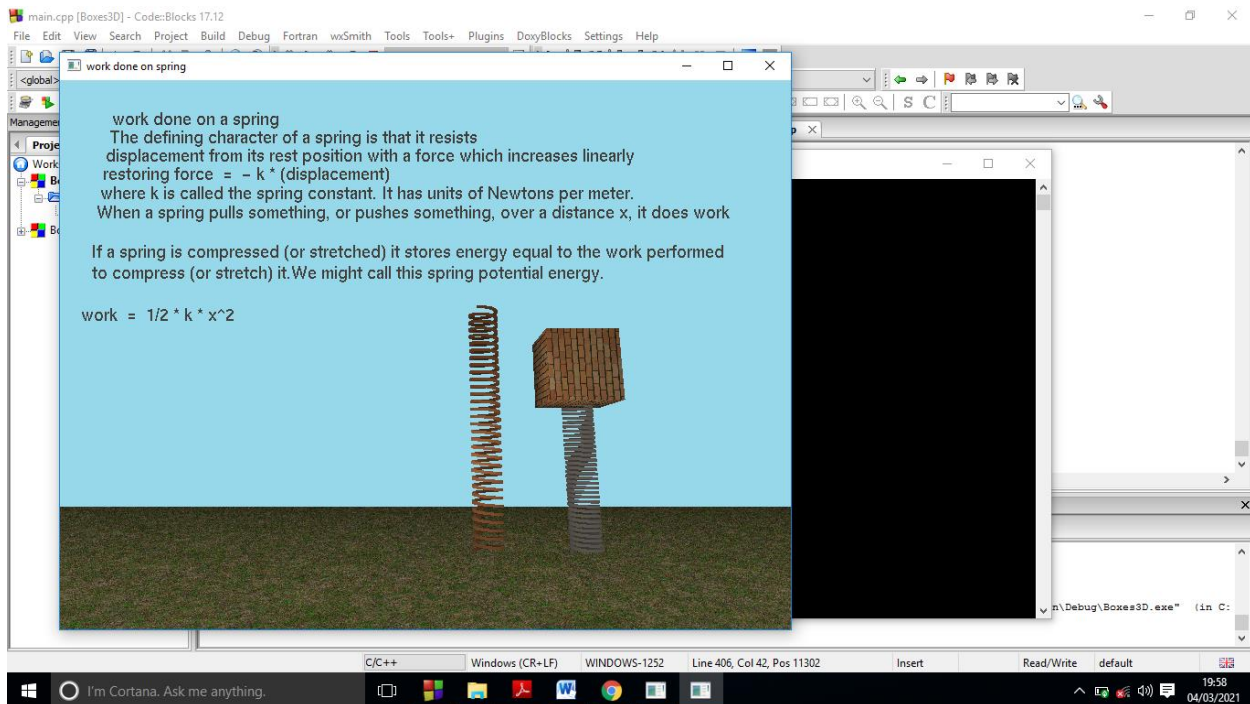 main.cpp [Boxes3D] - Code::Blocks 17.12
File Edit View Search Project Build Debug Fortran wxSmith Tools Tools+ Plugins DoxyBlocks Settings Help
work done on spring
<global>
S C
Proje
Work
work done on a spring
The defining character of a spring is that it resists
displacement from its rest position with a force which increases linearly
restoring force = - k * (displacement)
where k is called the spring constant. It has units of Newtons per meter.
When a spring pulls something, or pushes something, over a distance x, it does work
If a spring is compressed (or stretched) it stores energy equal to the work performed
to compress (or stretch) it.We might call this spring potential energy.
work = 1/2 * k * x^2
n\Debug\Boxes3D.exe" (in C:
C/C++ Windows (CR+LF) WINDOWS-1252 Line 406, Col 42, Pos 11302 Insert Read/Write default
I'm Cortana. Ask me anything.
19:58
04/03/2021